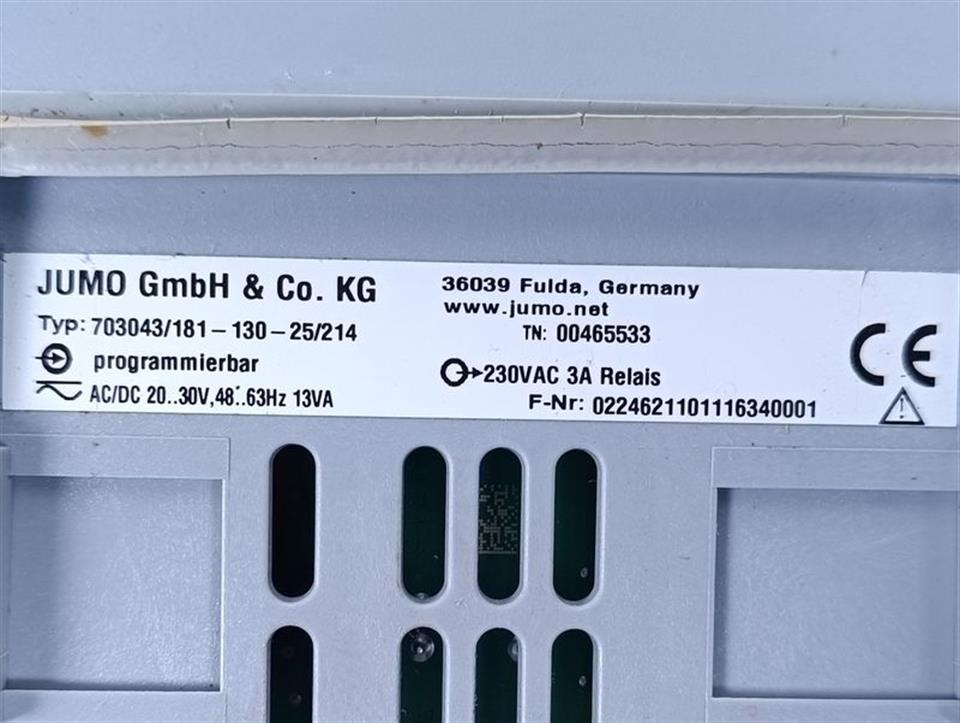 JUMO GmbH & Co. KG
36039 Fulda, Germany
www.jumo.net
Typ: 703043/181-130-25/214
TN: 00465533
programmierbar
230VAC 3A Relais
AC/DC 20..30V,48..63Hz 13VA
F-Nr: 0224621101116340001
CE